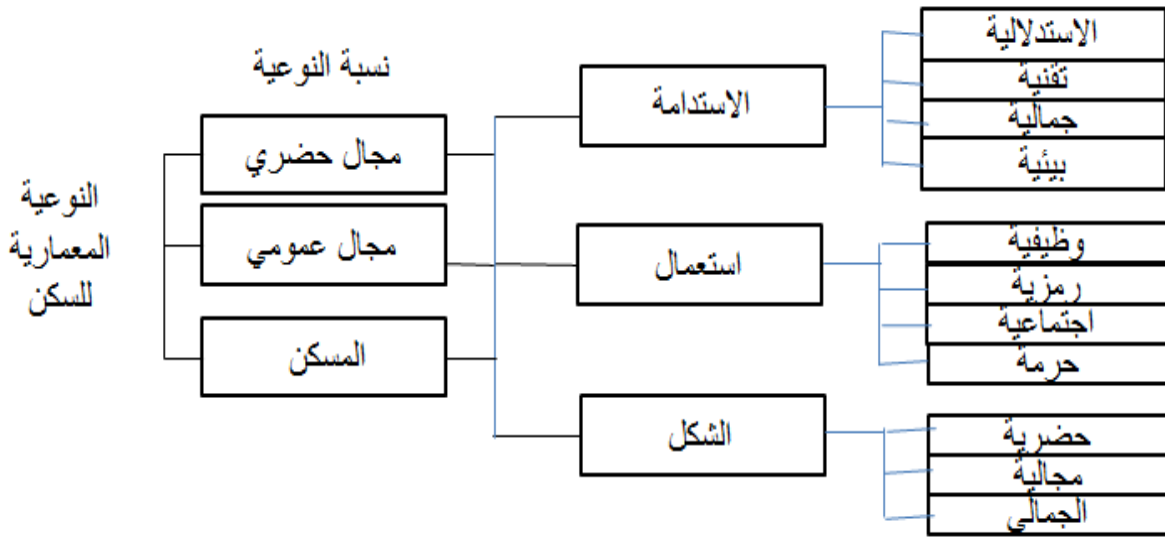 نسبة النوعية
النوعية
المعمارية
للسكن
مجال حضري
مجال عمومي
المسكن
الاستدامة
استعمال
الشكل
الاستدلالية
تقنية
جمالية
بيئية
وظيفية
رمزية
اجتماعية
حرمة
حضرية
مجالية
الجمالي